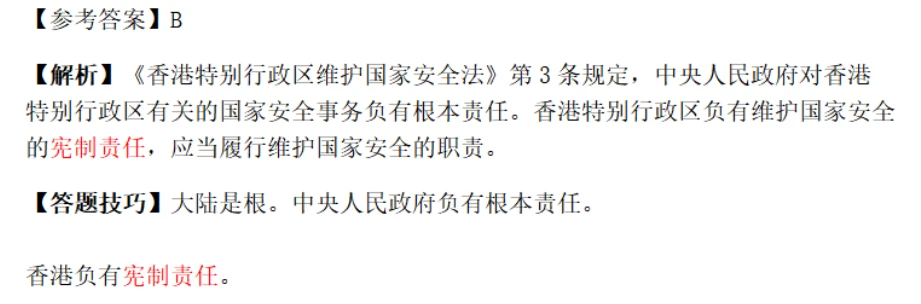 【参考答案】B
【解析】《香港特别行政区维护国家安全法》第 3 条规定，中央人民政府对香港
特别行政区有关的国家安全事务负有根本责任。香港特别行政区负有维护国家安全
的宪制责任，应当履行维护国家安全的职责。
【答题技巧】大陆是根。中央人民政府负有根本责任。
香港负有宪制责任。